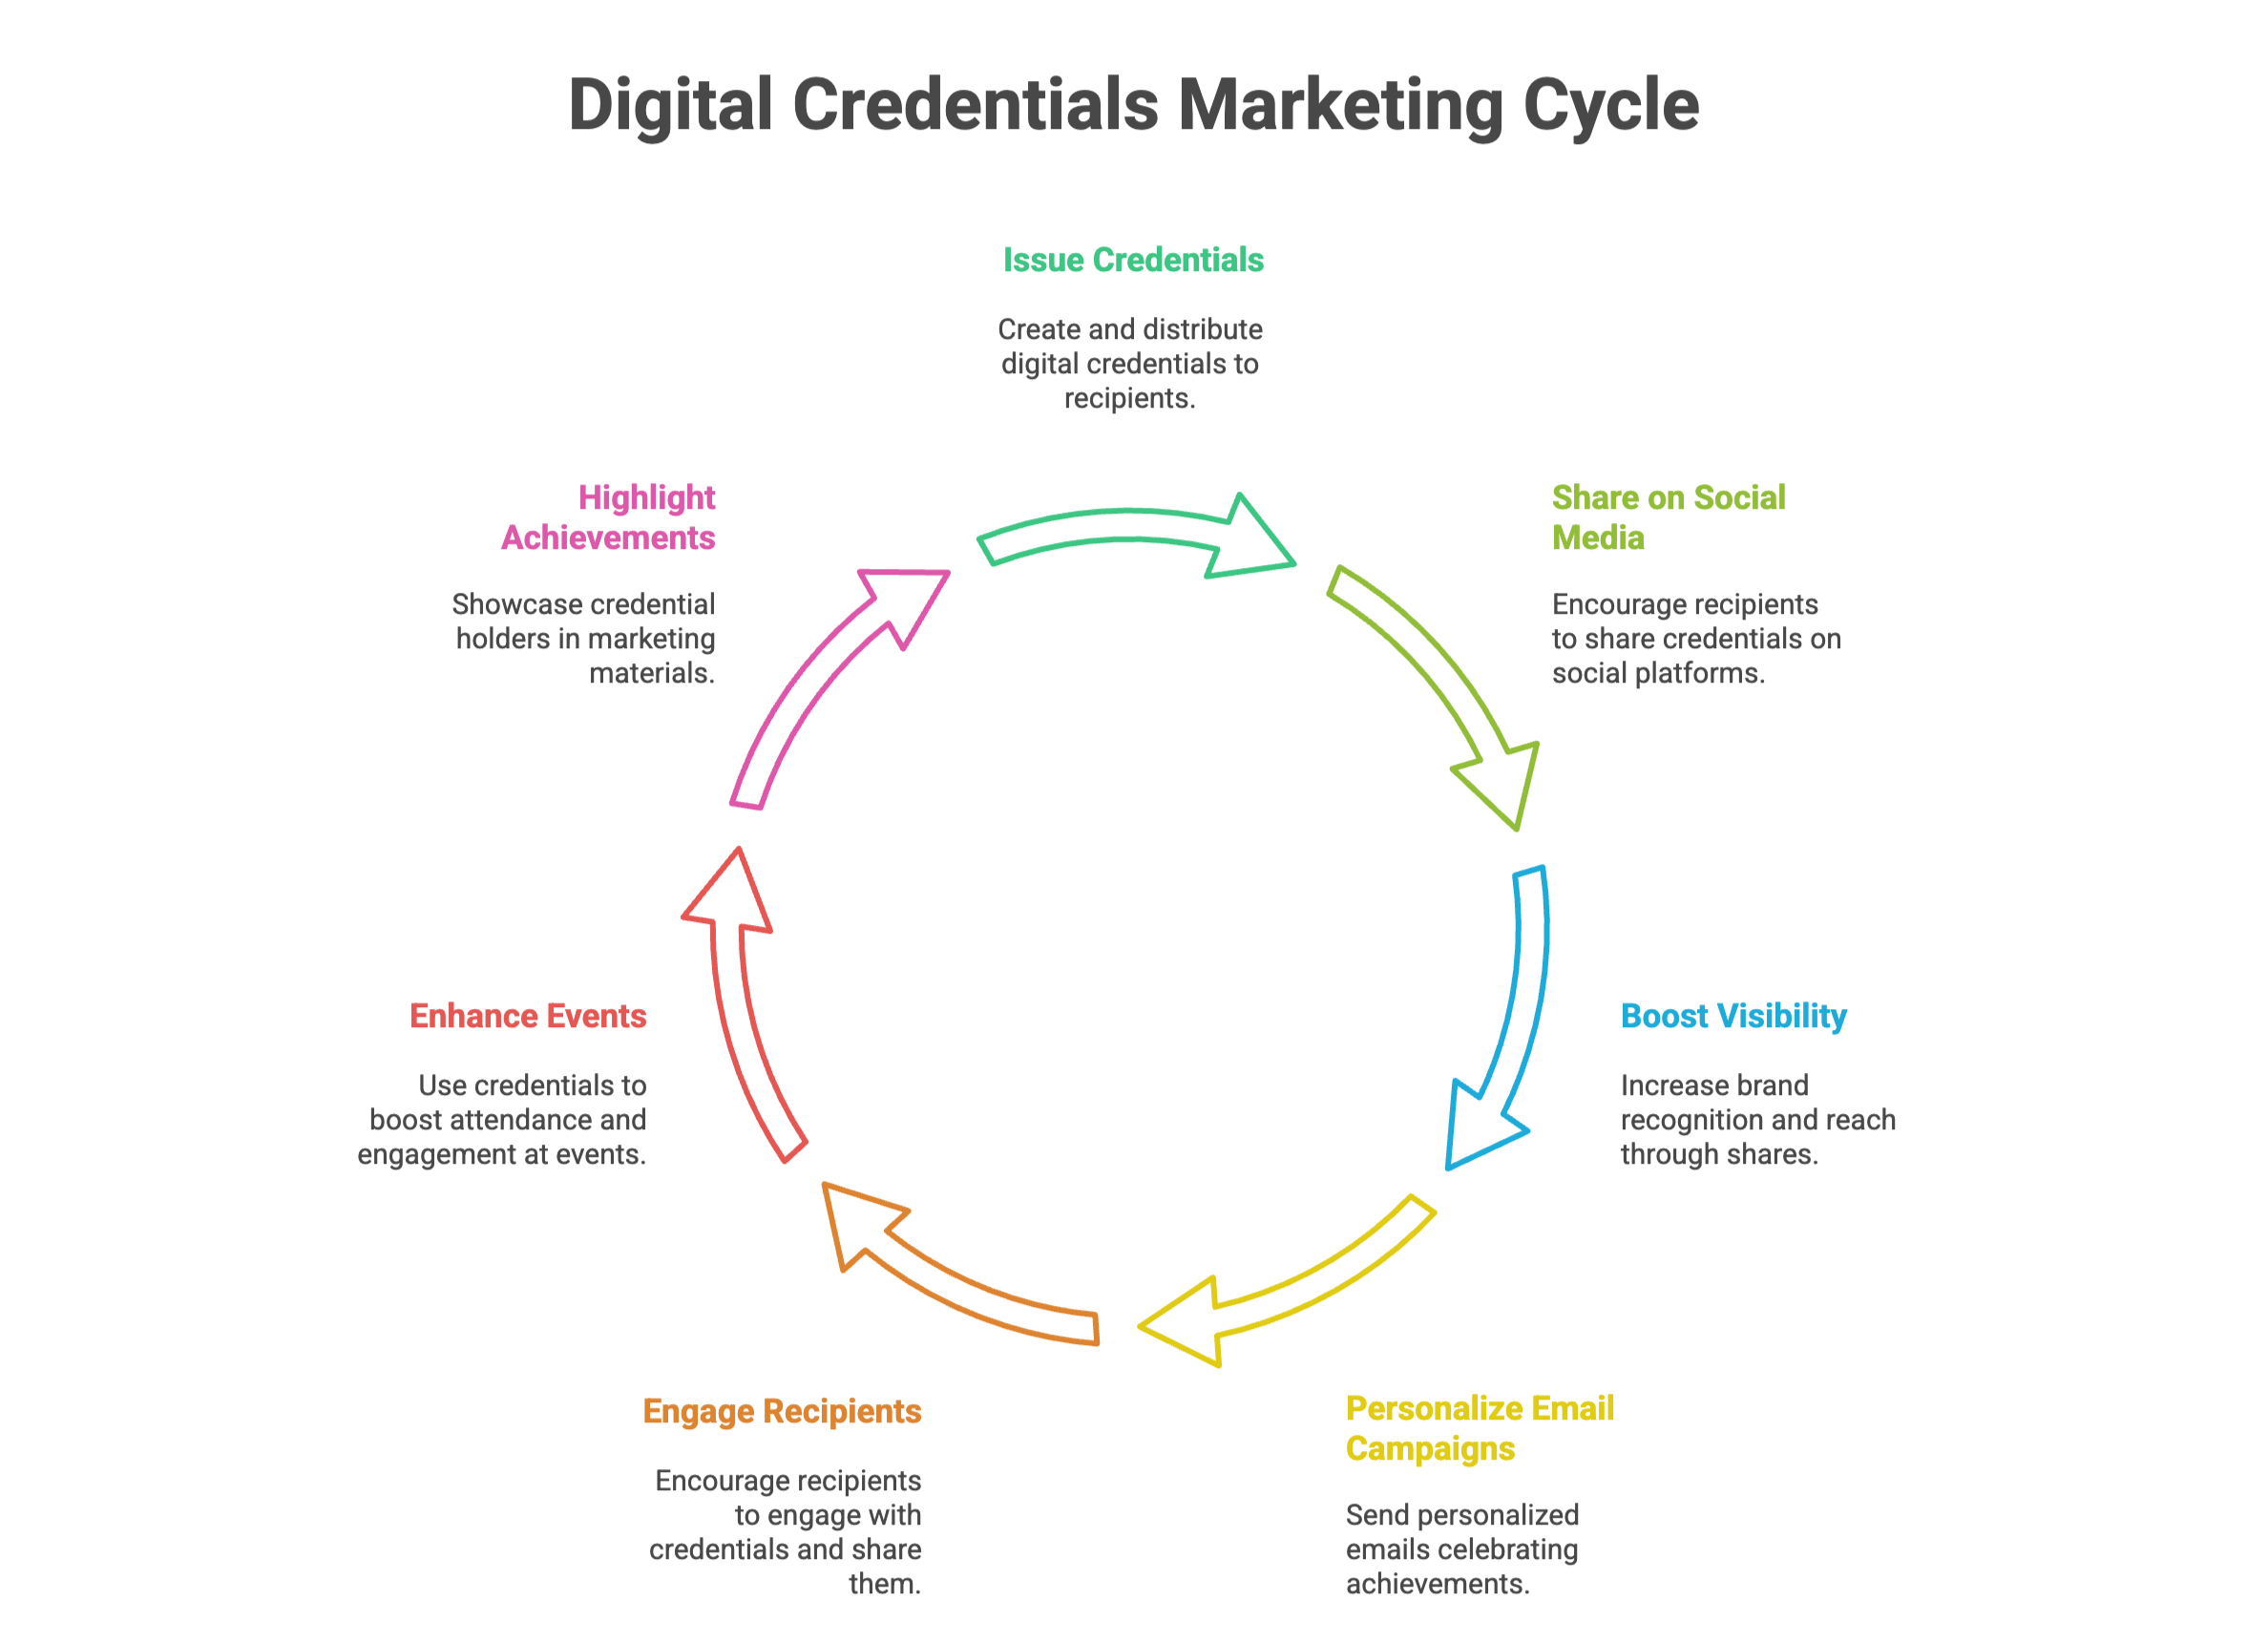 Digital Credentials Marketing Cycle
Issue Credentials
Create and distribute
digital credentials to
recipients.
Share on Social
Media
Encourage recipients
to share credentials on
social platforms.
Boost Visibility
Increase brand
recognition and reach
through shares.
Personalize Email
Campaigns
Send personalized
emails celebrating
achievements.
Engage Recipients
Encourage recipients
to engage with
credentials and share
them.
Enhance Events
Use credentials to
boost attendance and
engagement at events.
Highlight
Achievements
Showcase credential
holders in marketing
materials.